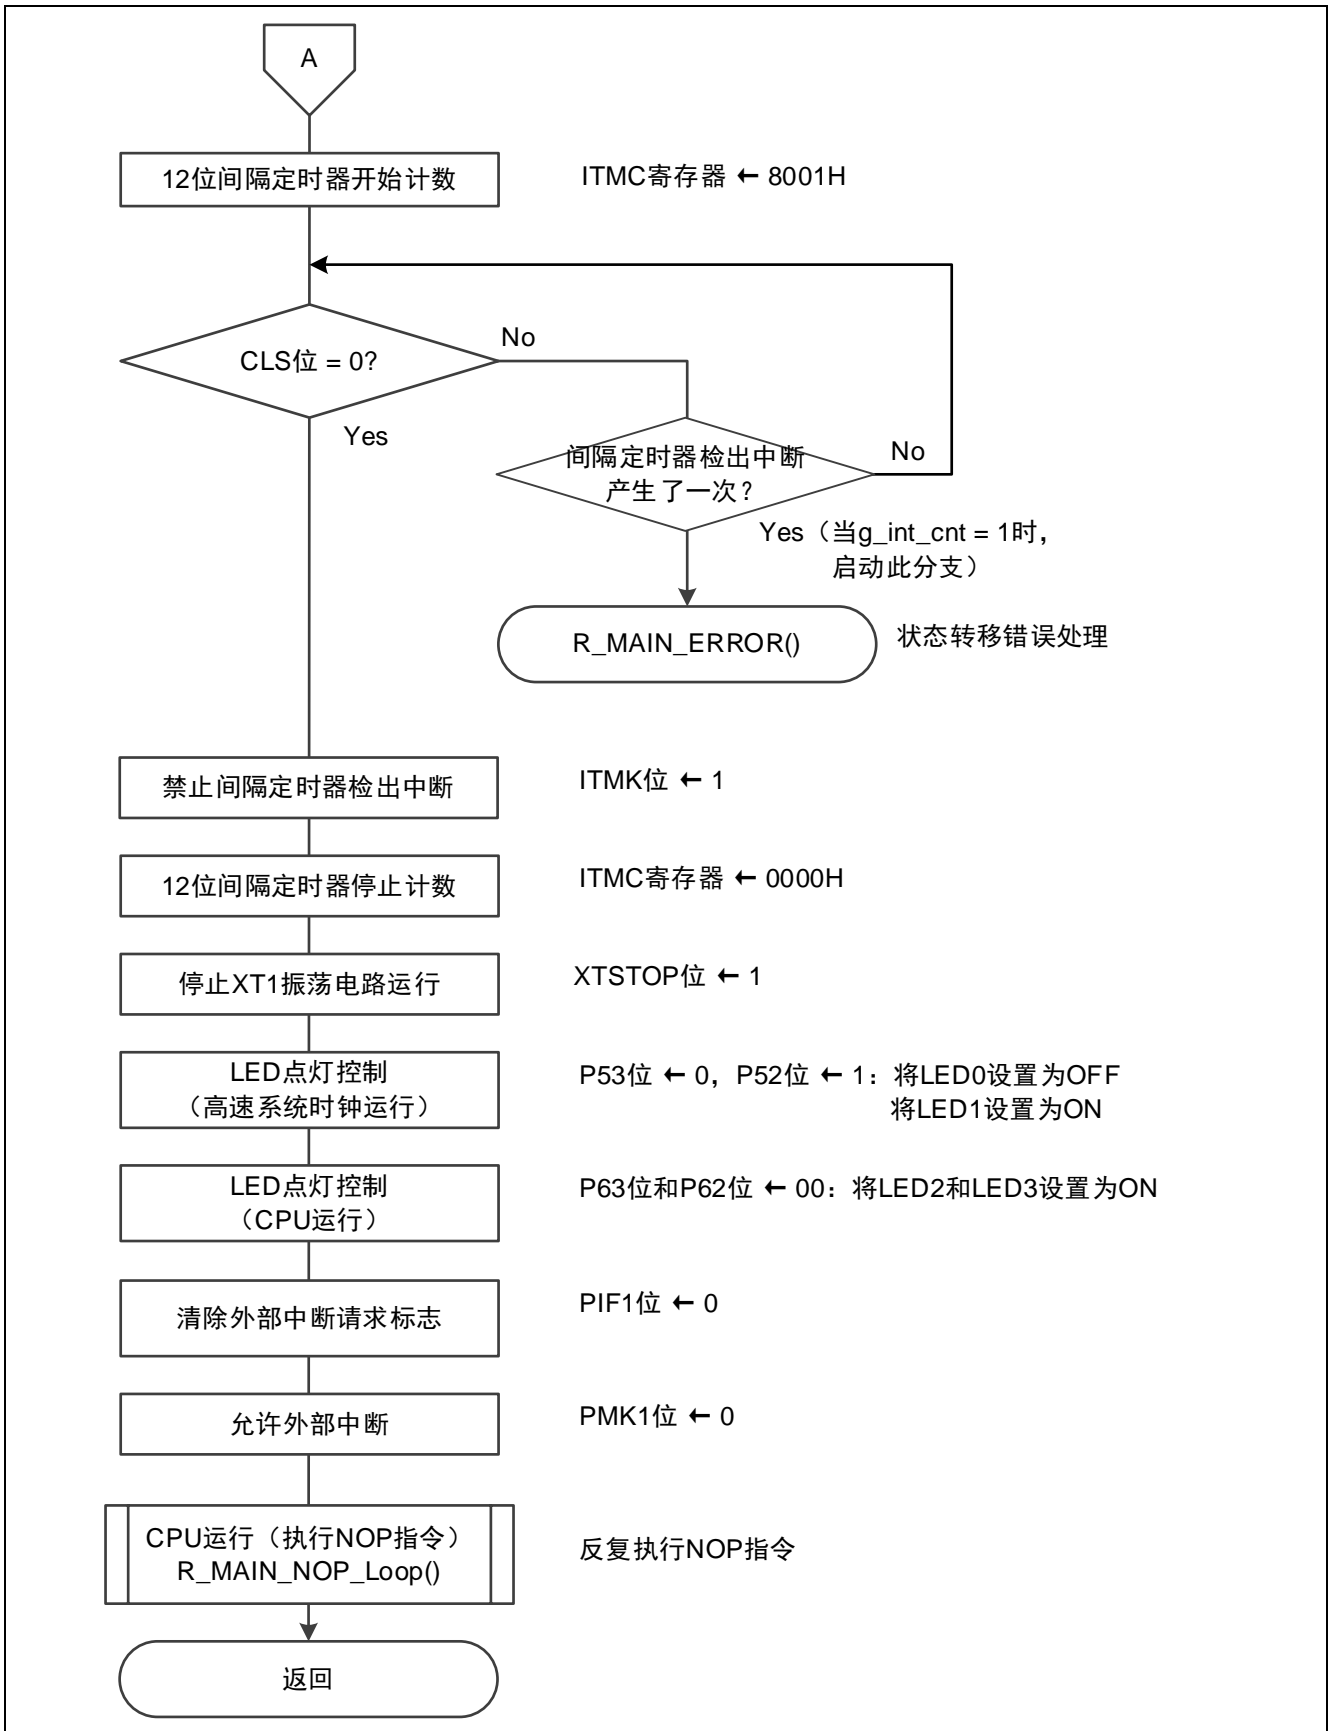 A
12位间隔定时器开始计数
ITMC寄存器 ← 8001H
CLS位 = 0?
No
Yes
间隔定时器检出中断
产生了一次?
No
Yes（当g_int_cnt = 1时，
启动此分支）
R_MAIN_ERROR()
状态转移错误处理
禁止间隔定时器检出中断
ITMK位 ← 1
12位间隔定时器停止计数
ITMC寄存器 ← 0000H
停止XT1振荡电路运行
XTSTOP位 ← 1
LED点灯控制
（高速系统时钟运行）
P53位 ← 0，P52位 ← 1：将LED0设置为OFF
将LED1设置为ON
LED点灯控制
（CPU运行）
P63位和P62位 ← 00：将LED2和LED3设置为ON
清除外部中断请求标志
PIF1位 ← 0
允许外部中断
PMK1位 ← 0
CPU运行（执行NOP指令）
R_MAIN_NOP_Loop()
反复执行NOP指令
返回